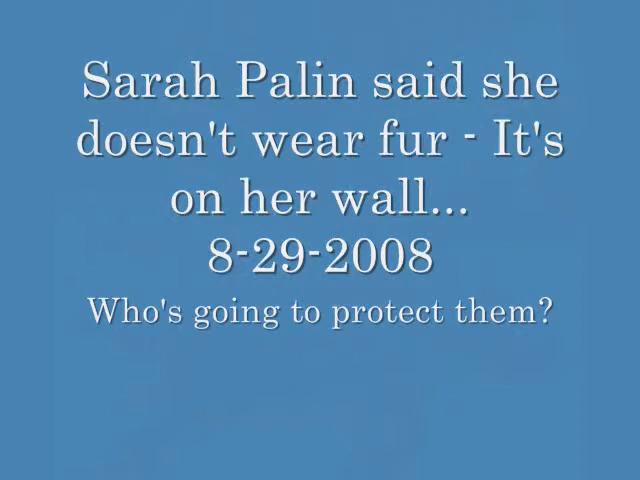 Sarah Palin said she
doesn't wear fur - It's
on her wall...
8-29-2008
Who's going to protect them?